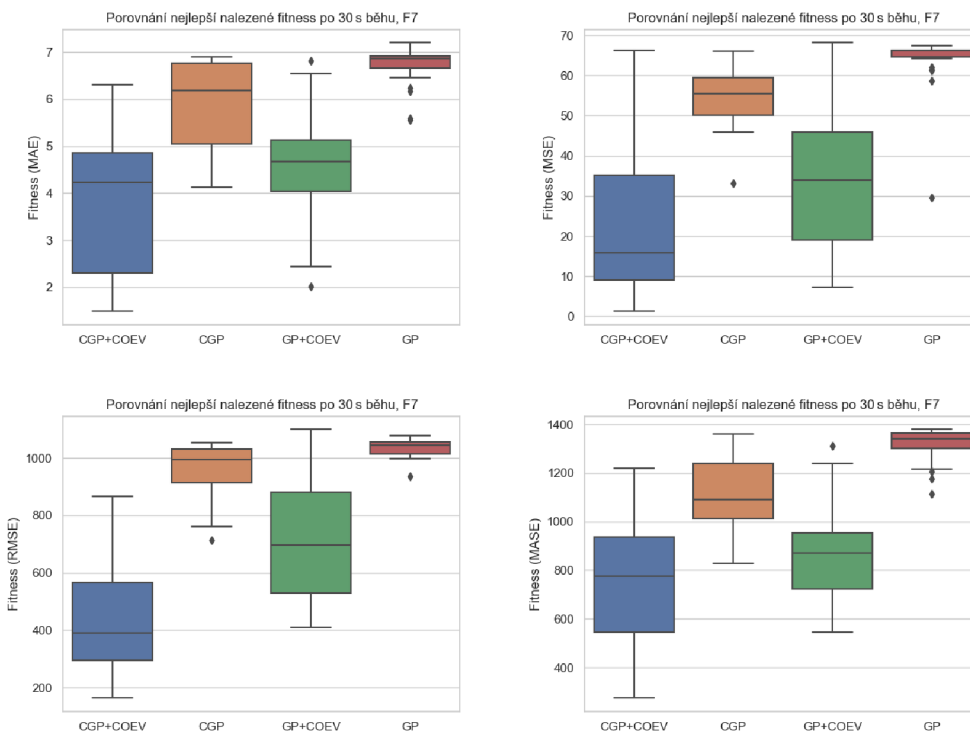 Porovnání nejlepší nalezené fitness po 30 s běhu, F7
Fitness (MAE)
7
6
5
4
3
2
CGP+COEV CGP GP+COEV GP
Porovnání nejlepší nalezené fitness po 30 s běhu, F7
Fitness (MSE)
70
60
50
40
30
20
10
0
CGP+COEV CGP GP+COEV GP
Porovnání nejlepší nalezené fitness po 30 s běhu, F7
Fitness (RMSE)
1000
800
600
400
200
CGP+COEV CGP GP+COEV GP
Porovnání nejlepší nalezené fitness po 30 s běhu, F7
Fitness (MASE)
1400
1200
1000
800
600
400
CGP+COEV CGP GP+COEV GP